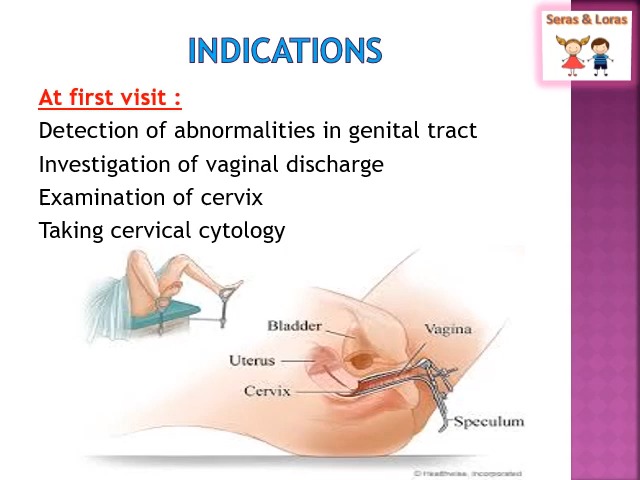 Seras & Loras
INDICATIONS
At first visit :
Detection of abnormalities in genital tract
Investigation of vaginal discharge
Examination of cervix
Taking cervical cytology
Bladder
Vagina
Uterus
Cervix
Speculum
© Healthwise, Incorporated